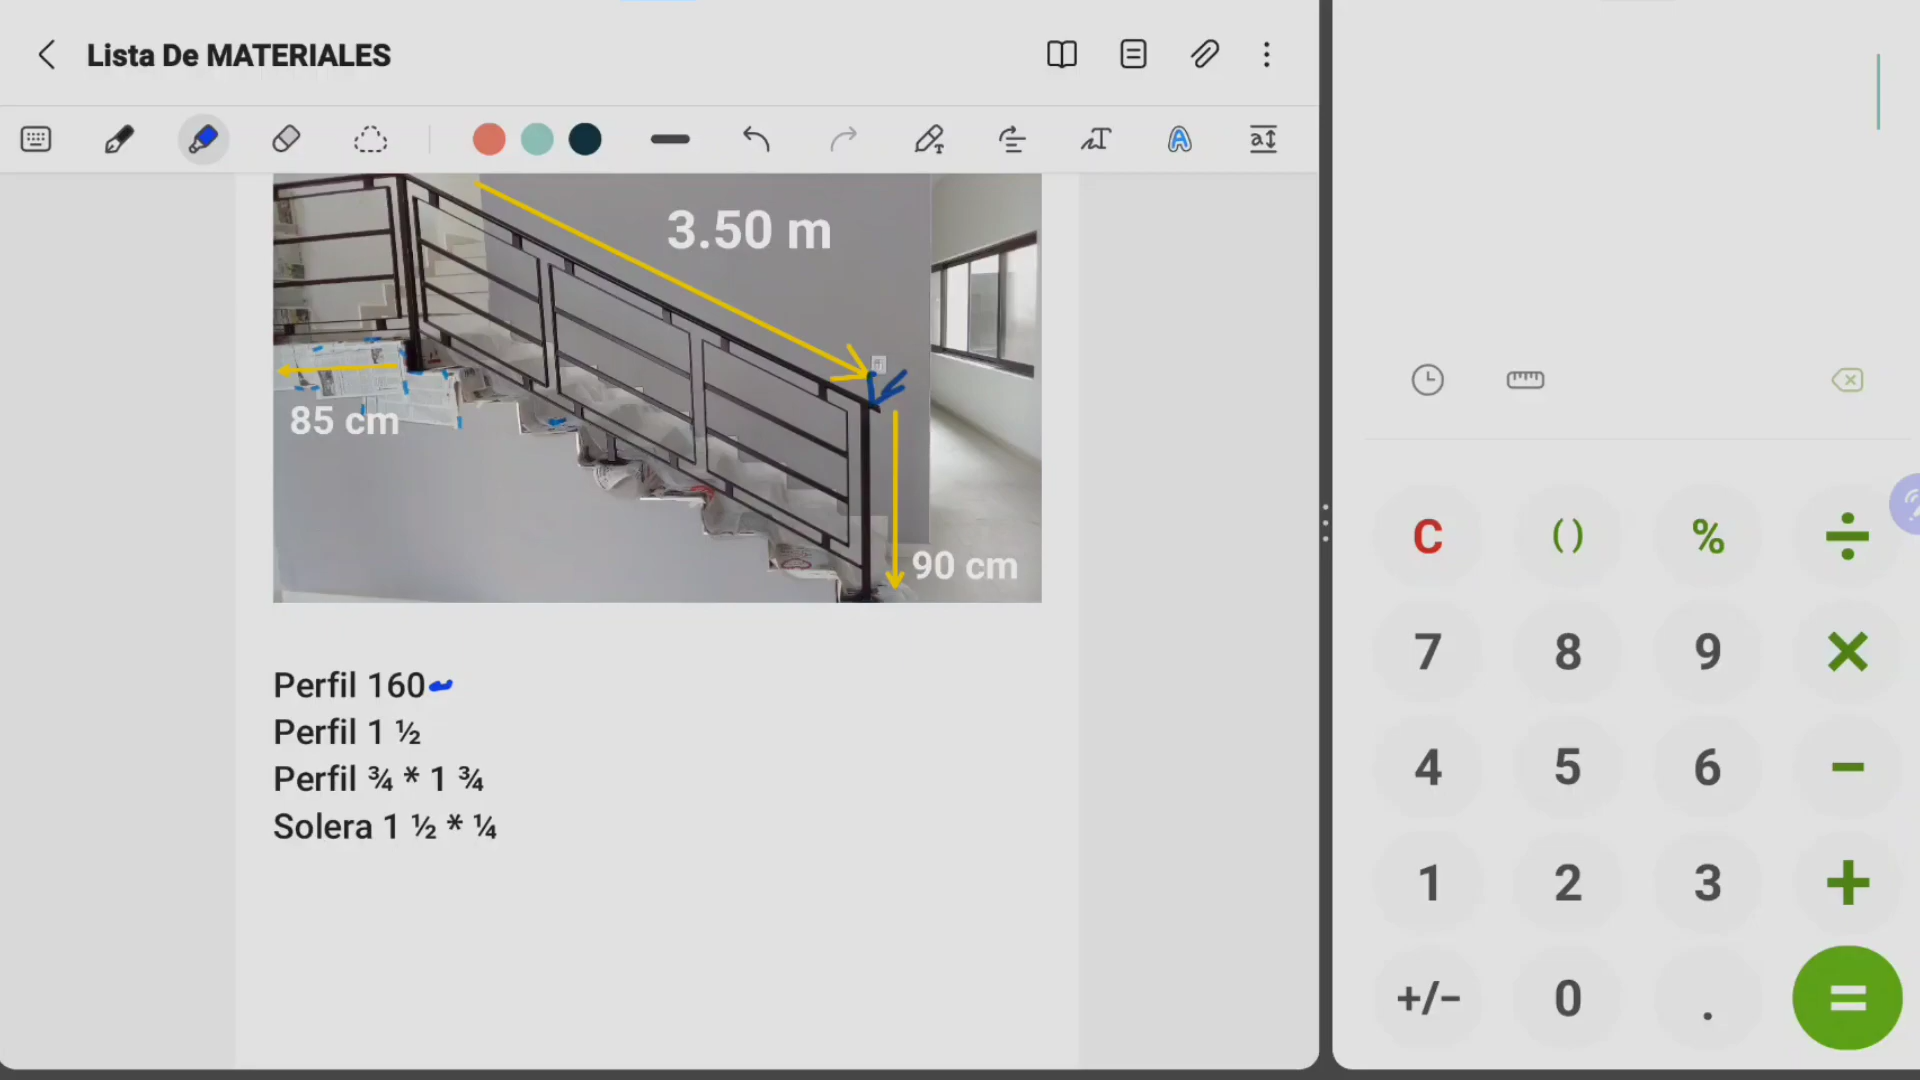 Lista De MATERIALES
3.50 m
85 cm
90 cm
Perfil 160
Perfil 1 ½
Perfil ¾ * 1 ¾
Solera 1 ½ * ¼
C () % ÷
7 8 9 ×
4 5 6 −
1 2 3 +
+/− 0 . =